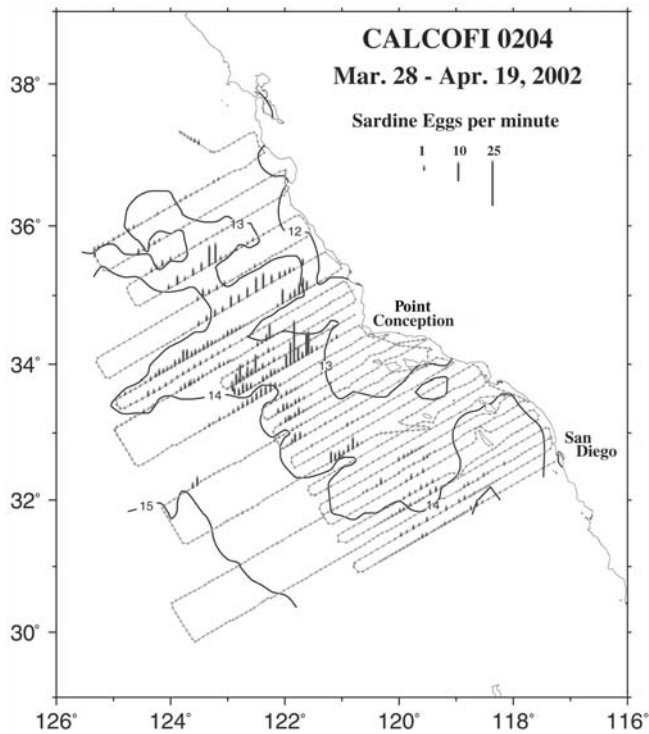 CALCOFI 0204
Mar. 28 - Apr. 19, 2002
Sardine Eggs per minute
1 10 25
38°
36°
34°
32°
30°
13
12
Point
Conception
13
14
San
Diego
14
15
126° 124° 122° 120° 118° 116°